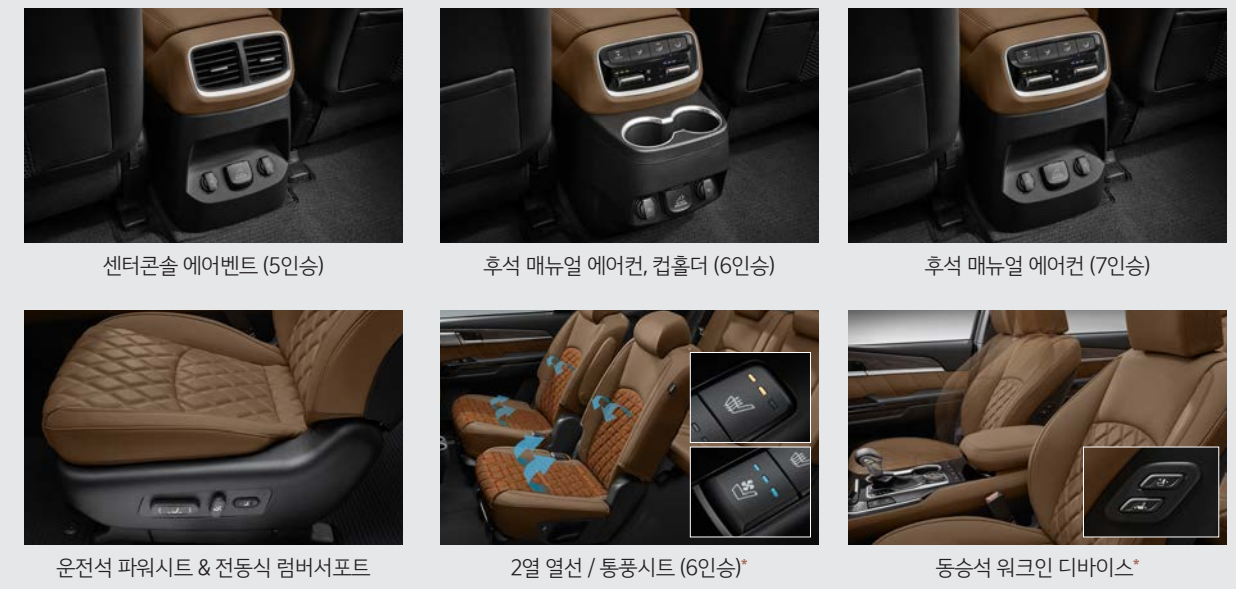 센터콘솔 에어벤트 (5인승)
후석 매뉴얼 에어컨, 컵홀더 (6인승)
후석 매뉴얼 에어컨 (7인승)
운전석 파워시트 & 전동식 럼버서포트
2열 열선 / 통풍시트 (6인승)*
동승석 워크인 디바이스*